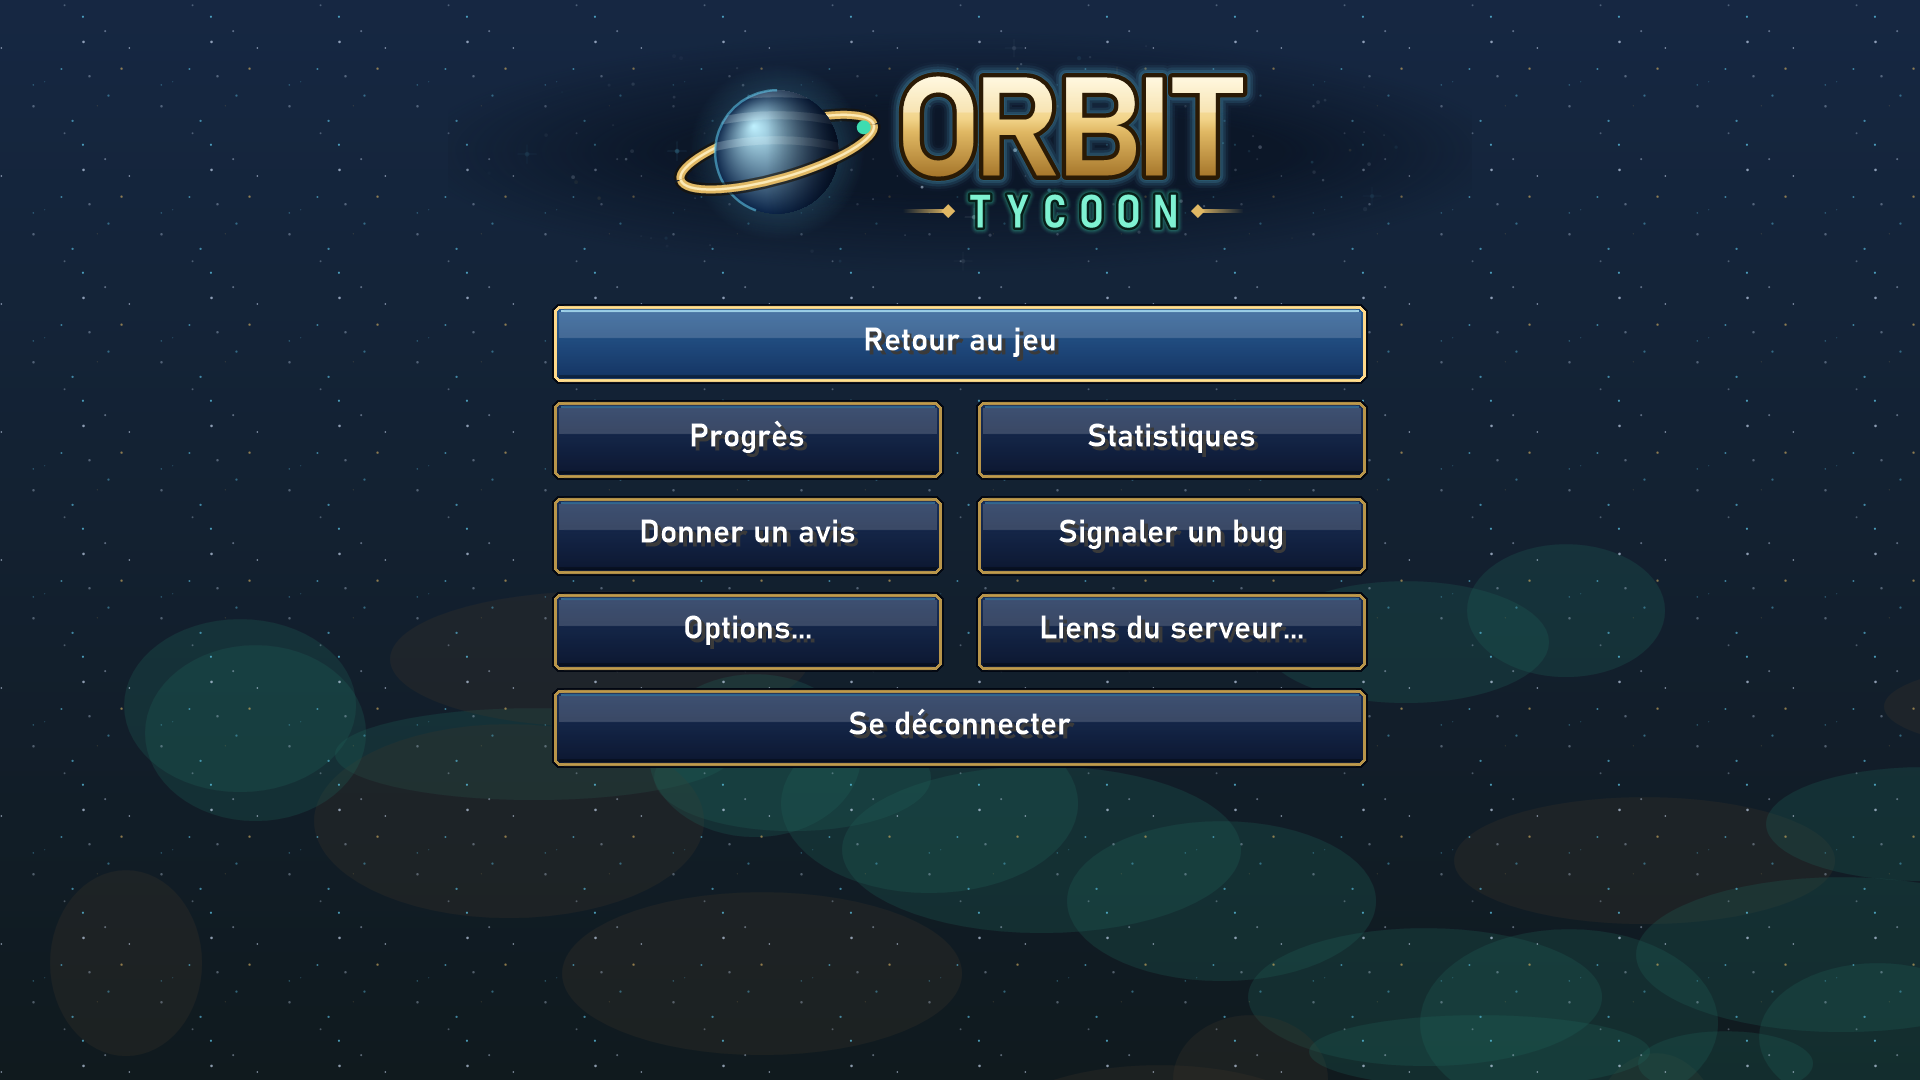 ORBIT
TYCOON
Retour au jeu
Progrès
Statistiques
Donner un avis
Signaler un bug
Options...
Liens du serveur...
Se déconnecter